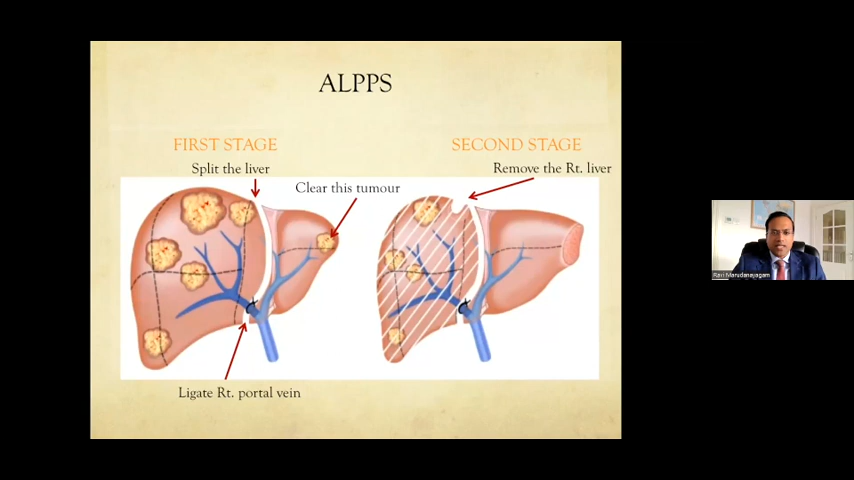 ALPPS
FIRST STAGE
SECOND STAGE
Split the liver
Remove the Rt. liver
Clear this tumour
Ligate Rt. portal vein
Ravi Marudanayagam